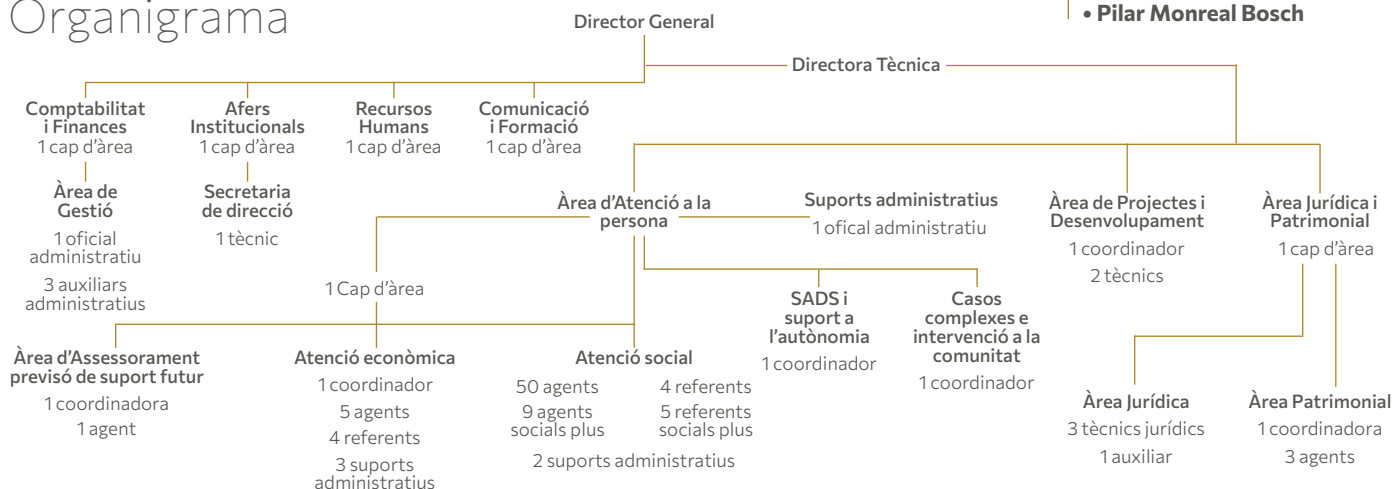 Organigrama
• Pilar Monreal Bosch
Director General
Directora Tècnica
Comptabilitat
i Finances
1 cap d'àrea
Afers
Institucionals
1 cap d'àrea
Recursos
Humans
1 cap d'àrea
Comunicació
i Formació
1 cap d'àrea
Àrea de
Gestió
1 oficial
administratiu
3 auxiliars
administratius
Secretaria
de direcció
1 tècnic
Àrea d'Atenció a la
persona
Suports administratius
1 ofical administratiu
Àrea de Projectes i
Desenvolupament
1 coordinador
2 tècnics
Àrea Jurídica i
Patrimonial
1 cap d'àrea
1 Cap d'àrea
SADS i
suport a
l'autònomia
1 coordinador
Casos
complexes e
intervenció a la
comunitat
1 coordinador
Àrea d'Assessorament
previsó de suport futur
1 coordinadora
1 agent
Atenció econòmica
1 coordinador
5 agents
4 referents
3 suports
administratius
Atenció social
50 agents
9 agents
socials plus
4 referents
5 referents
socials plus
2 suports administratius
Àrea Jurídica
3 tècnics jurídics
1 auxiliar
Àrea Patrimonial
1 coordinadora
3 agents